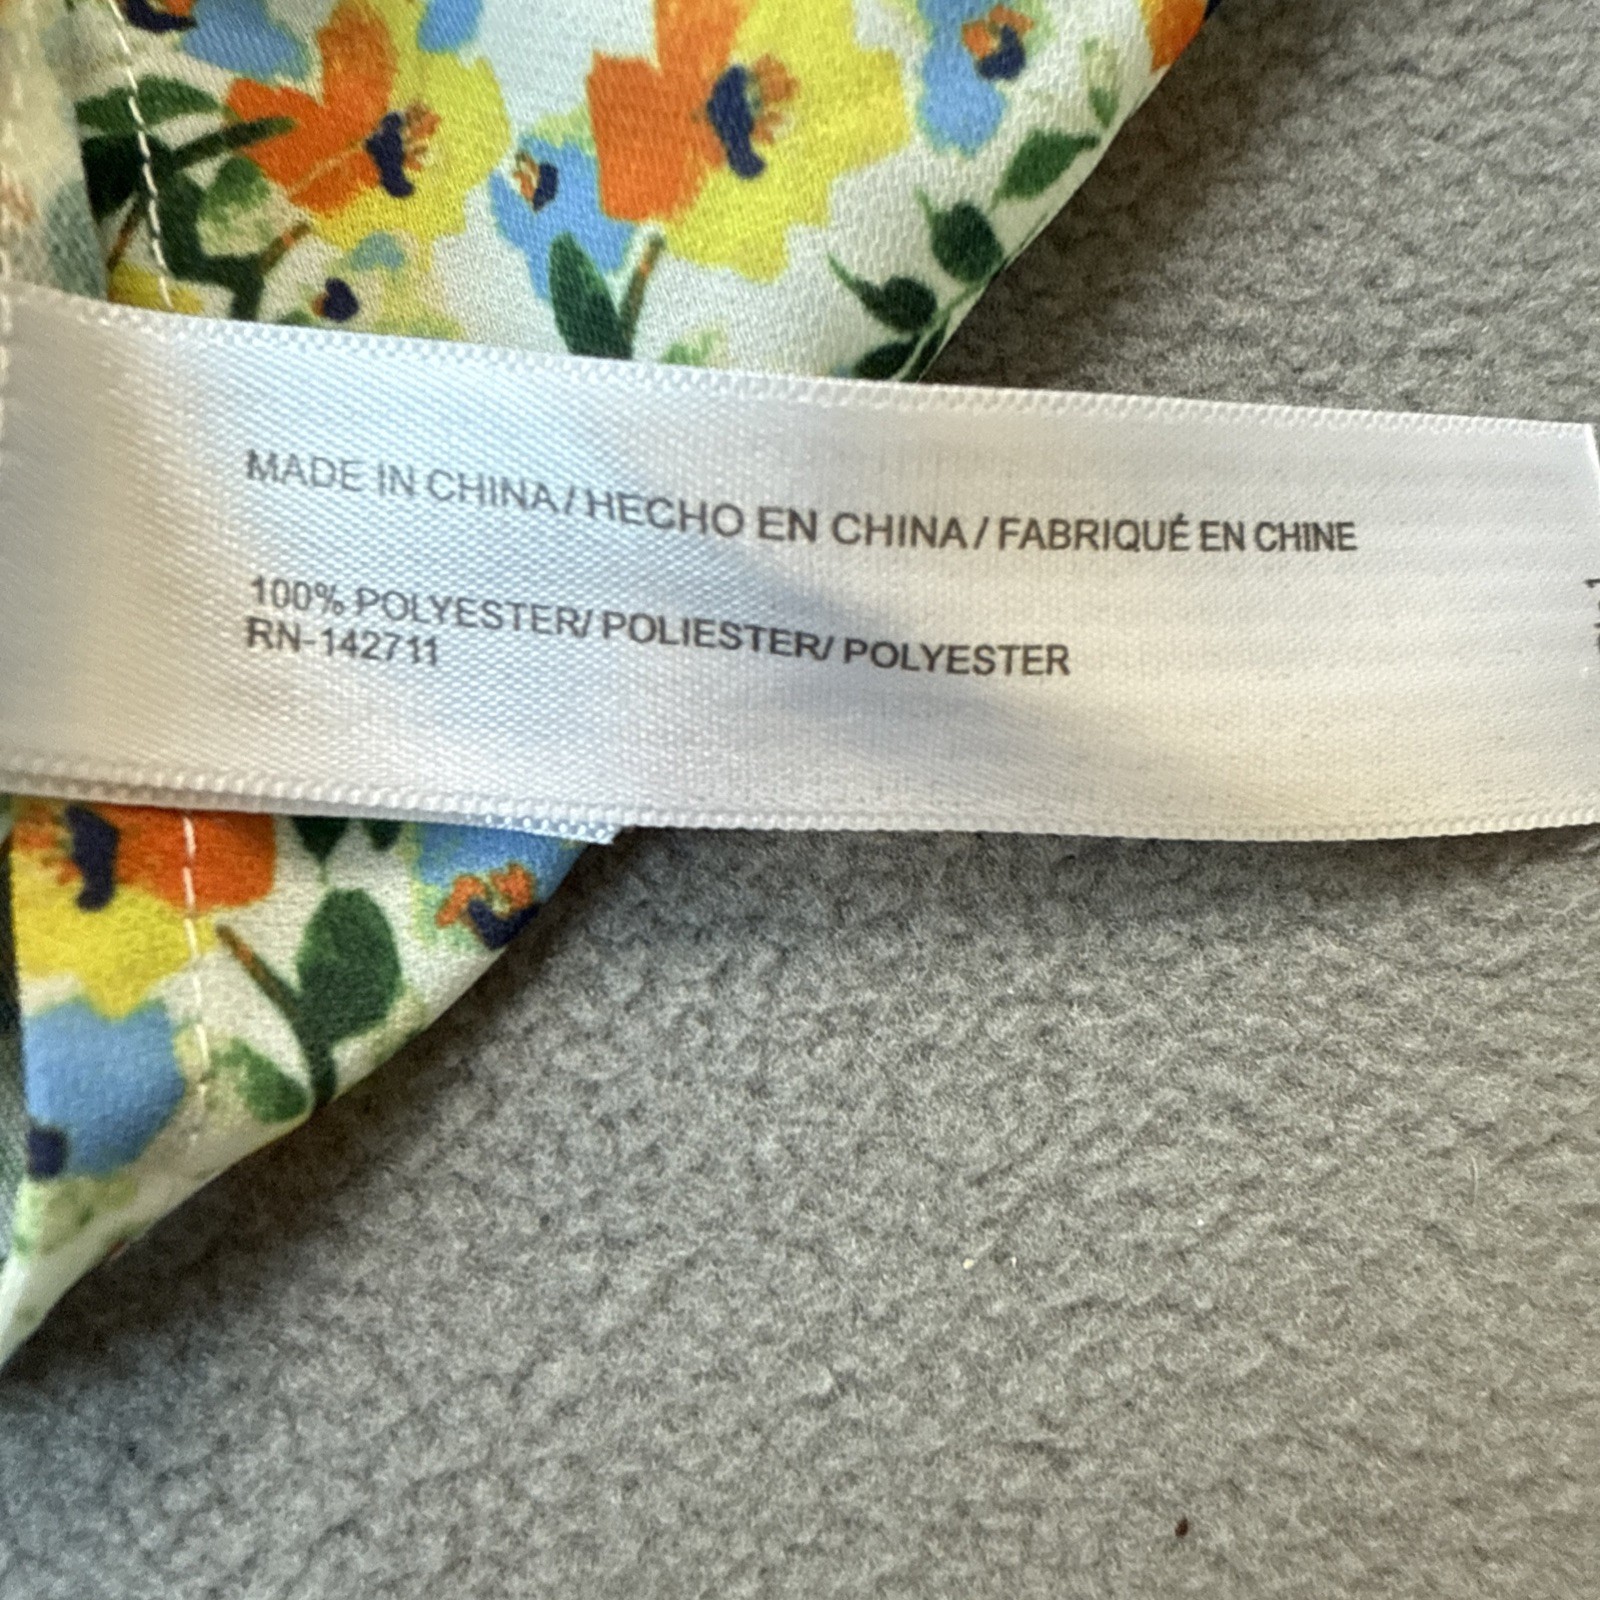 MADE IN CHINA / HECHO EN CHINA / FABRIQUÉ EN CHINE
100% POLYESTER/ POLIESTER/ POLYESTER
RN-142711